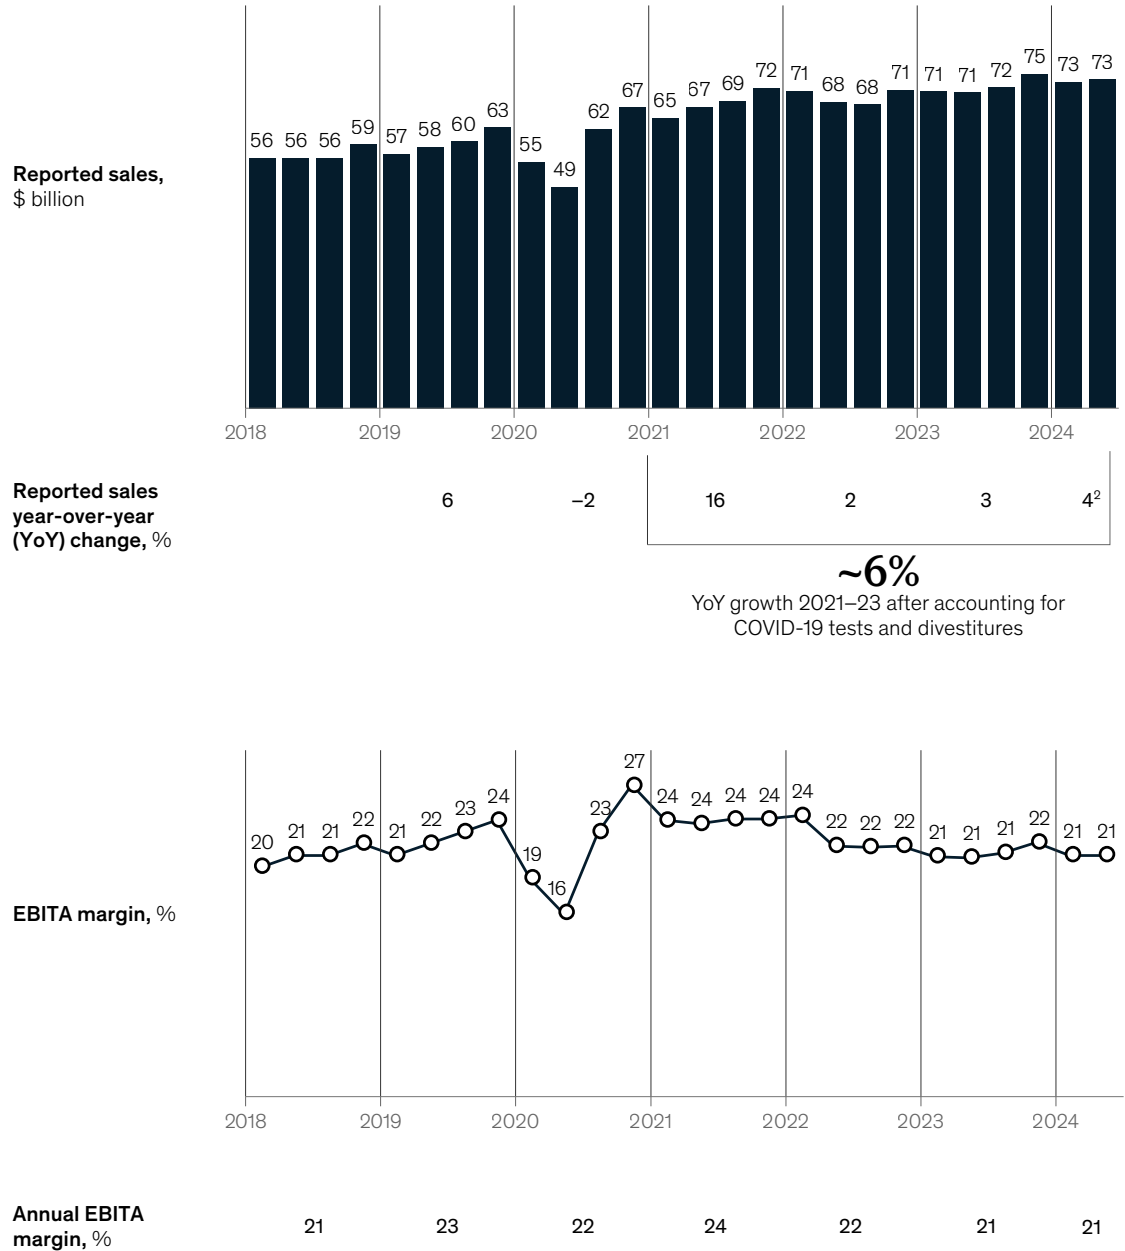 Reported sales,
$ billion
56 56 56 59 57 58 60 63 55 49 62 67 65 67 69 72 71 68 68 71 71 71 72 75 73 73
2018 2019 2020 2021 2022 2023 2024
Reported sales
year-over-year
(YoY) change, %
6 –2 16 2 3 4²
~6%
YoY growth 2021–23 after accounting for
COVID-19 tests and divestitures
EBITA margin, %
20 21 21 22 21 22 23 24 19 16 23 27 24 24 24 24 24 22 22 22 21 21 21 22 21 21
2018 2019 2020 2021 2022 2023 2024
Annual EBITA
margin, %
21 23 22 24 22 21 21